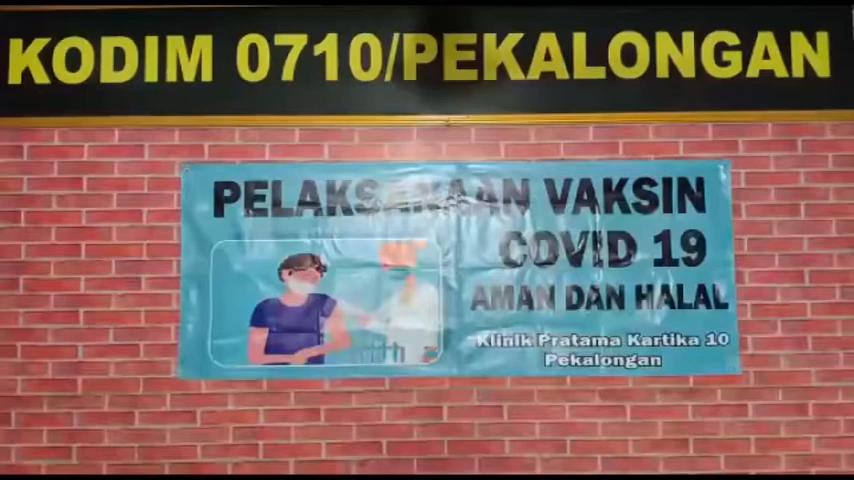 KODIM 0710/PEKALONGAN
PELAKSANAAN VAKSIN
COVID 19
AMAN DAN HALAL
Klinik Pratama Kartika 10
Pekalongan